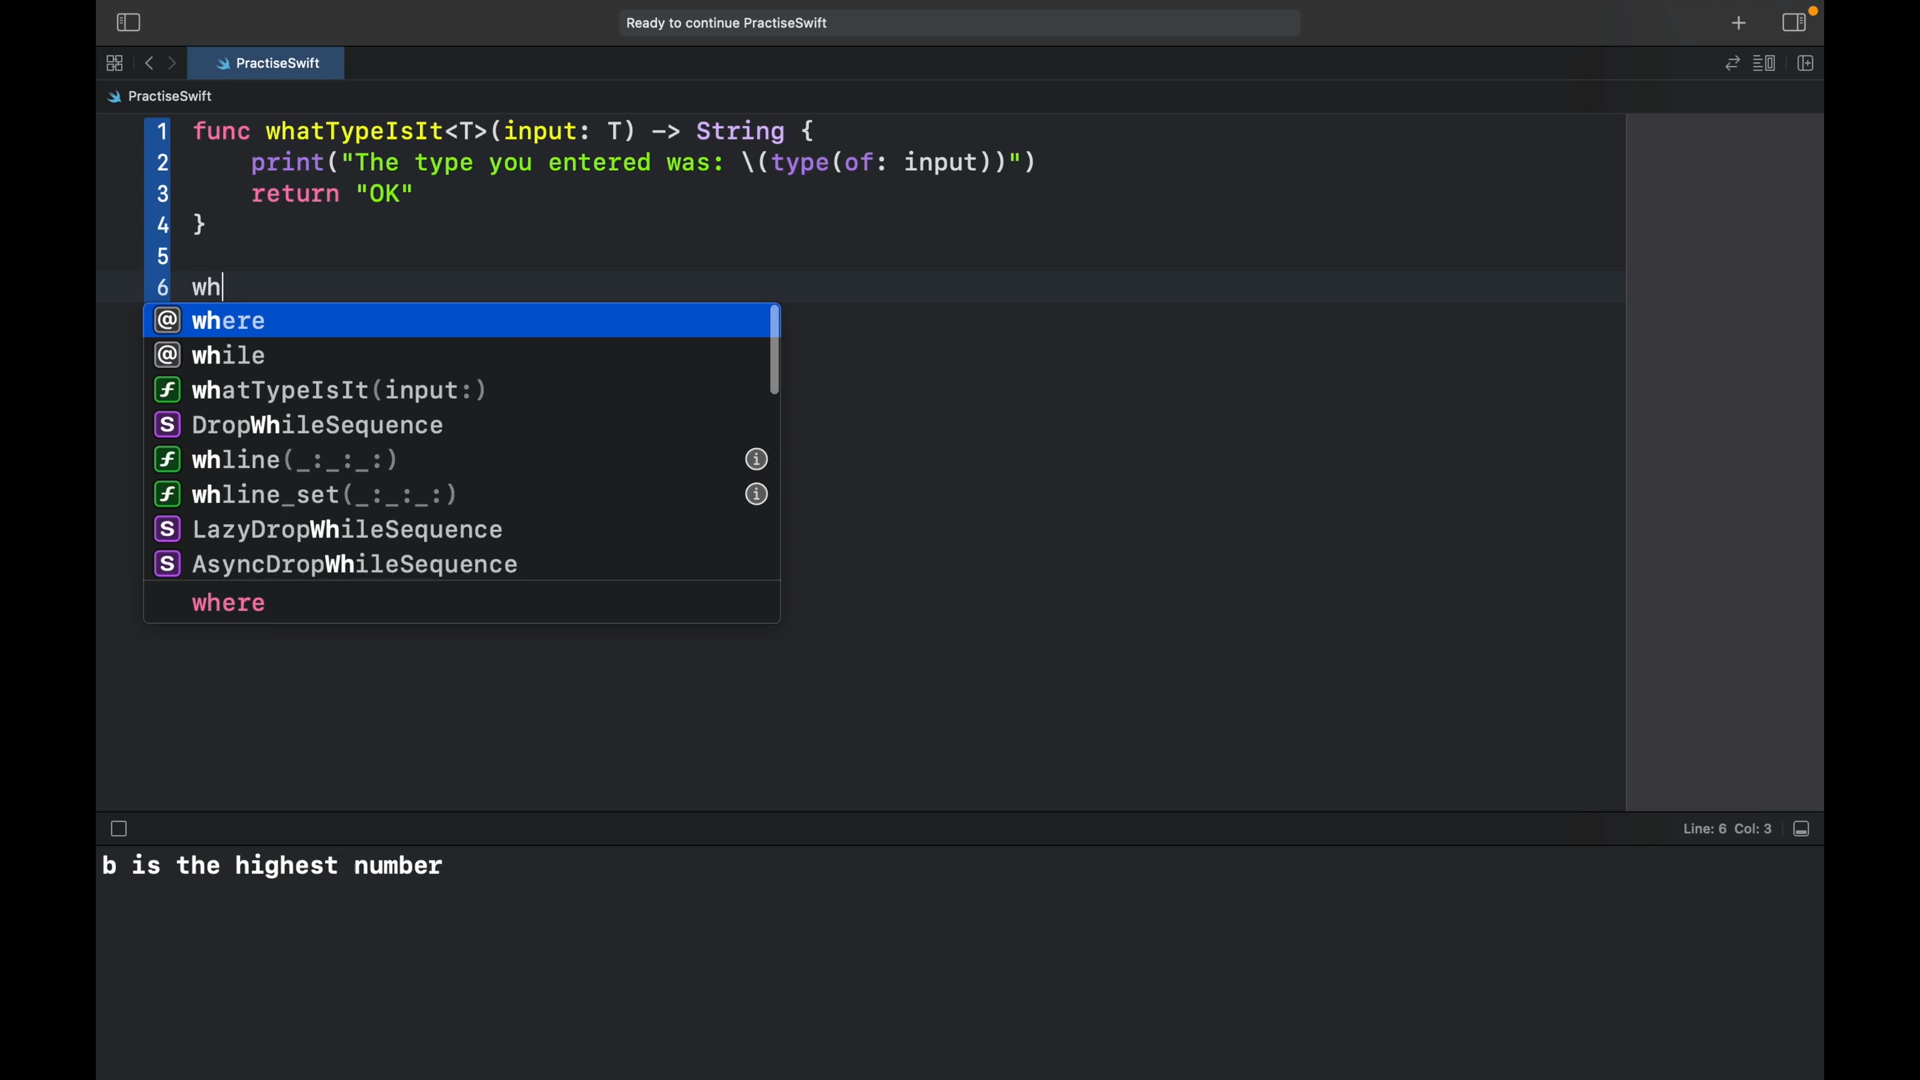 Ready to continue PractiseSwift
PractiseSwift
PractiseSwift
1 func whatTypeIsIt<T>(input: T) -> String {
2 print("The type you entered was: \(type(of: input))")
3 return "OK"
4 }
5
6 wh
@ where
@ while
f whatTypeIsIt(input:)
S DropWhileSequence
f whline(_:_:_:) i
f whline_set(_:_:_:) i
S LazyDropWhileSequence
S AsyncDropWhileSequence
where
Line: 6 Col: 3
b is the highest number